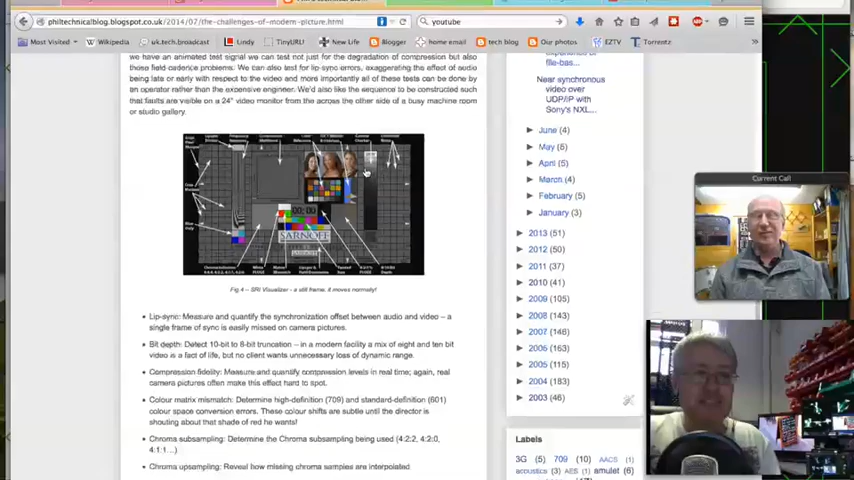 philtechnicalblog.blogspot.co.uk/2014/07/the-challenges-of-modern-picture.html
youtube
Most Visited
Wikipedia
uk.tech.broadcast
Lindy
TinyURL!
New Life
Blogger
home email
tech blog
Our photos
EZTV
Torrentz
we have an animated test signal we can test not just for the degradation of compression but also
those field cadence problems. We can also test for lip-sync errors, exaggerating the effect of audio
being late or early with respect to the video and more importantly all of these tests can be done by
an operator rather than the expensive engineer. We'd also like the sequence to be constructed such
that faults are visible on a 24" video monitor from the across the other side of a busy machine room
or studio gallery.
SARNOFF
Fig 4 – SRI Visualizer - a still frame, it moves normally!
• Lip-sync: Measure and quantify the synchronization offset between audio and video – a
single frame of sync is easily missed on camera pictures.
• Bit depth: Detect 10-bit to 8-bit truncation – in a modern facility a mix of eight and ten bit
video is a fact of life, but no client wants unnecessary loss of dynamic range.
• Compression fidelity: Measure and quantify compression levels in real time; again, real
camera pictures often make this effect hard to spot.
• Colour matrix mismatch: Determine high-definition (709) and standard-definition (601)
colour space conversion errors. These colour shifts are subtle until the director is
shouting about that shade of red he wants!
• Chroma subsampling: Determine the Chroma subsampling being used (4:2:2, 4:2:0,
4:1:1...)
• Chroma upsampling: Reveal how missing chroma samples are interpolated
file-bas...
Near synchronous
video over
UDP/IP with
Sony's NXL...
► June (4)
► May (5)
► April (5)
► March (4)
► February (5)
► January (3)
► 2013 (51)
► 2012 (50)
► 2011 (37)
► 2010 (41)
► 2009 (105)
► 2008 (143)
► 2007 (146)
► 2006 (163)
► 2005 (115)
► 2004 (183)
► 2003 (46)
Labels
3G (5) 709 (10) AACS (1)
acoustics (3) AES (1) amulet (6)
Current Call